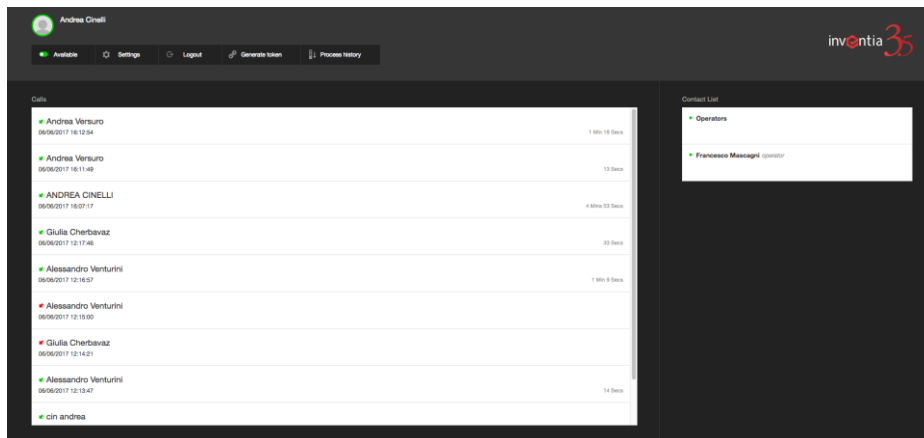 Andrea Cinelli
Available Settings Logout Generate token Process history
inventia 3.5
Calls
Andrea Versuro
06/06/2017 16:12:54 1 Min 18 Secs
Andrea Versuro
06/06/2017 16:11:49 13 Secs
ANDREA CINELLI
06/06/2017 16:07:17 4 Mins 53 Secs
Giulia Cherbavaz
06/06/2017 12:17:46 33 Secs
Alessandro Venturini
06/06/2017 12:16:57 1 Min 9 Secs
Alessandro Venturini
06/06/2017 12:15:00
Giulia Cherbavaz
06/06/2017 12:14:21
Alessandro Venturini
06/06/2017 12:13:47 14 Secs
cin andrea
Contact List
Operators
Francesco Mascagni operator